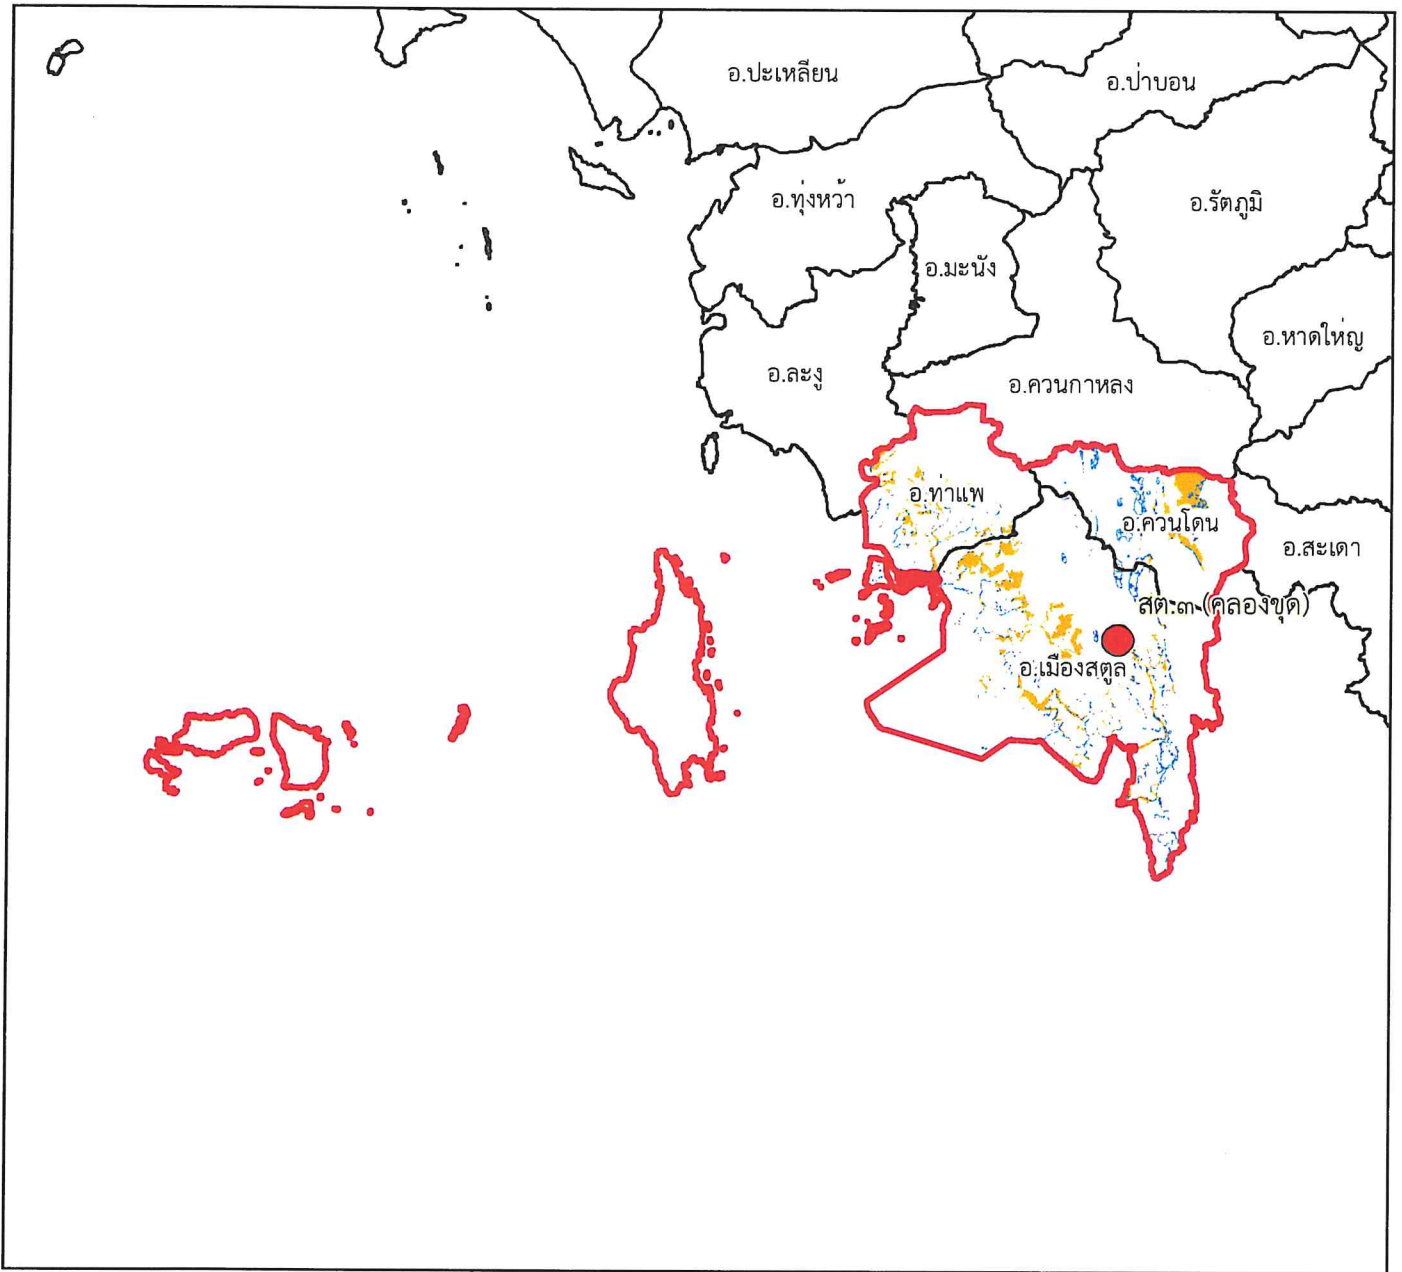 อ.ปะเหลียน
อ.ป่าบอน
อ.ทุ่งหว้า
อ.รัตภูมิ
อ.มะนัง
อ.หาดใหญ่
อ.ละงู
อ.ควนกาหลง
อ.ท่าแพ
อ.ควนโดน
อ.สะเดา
สต.๓ (คลองขุด)
อ.เมืองสตูล